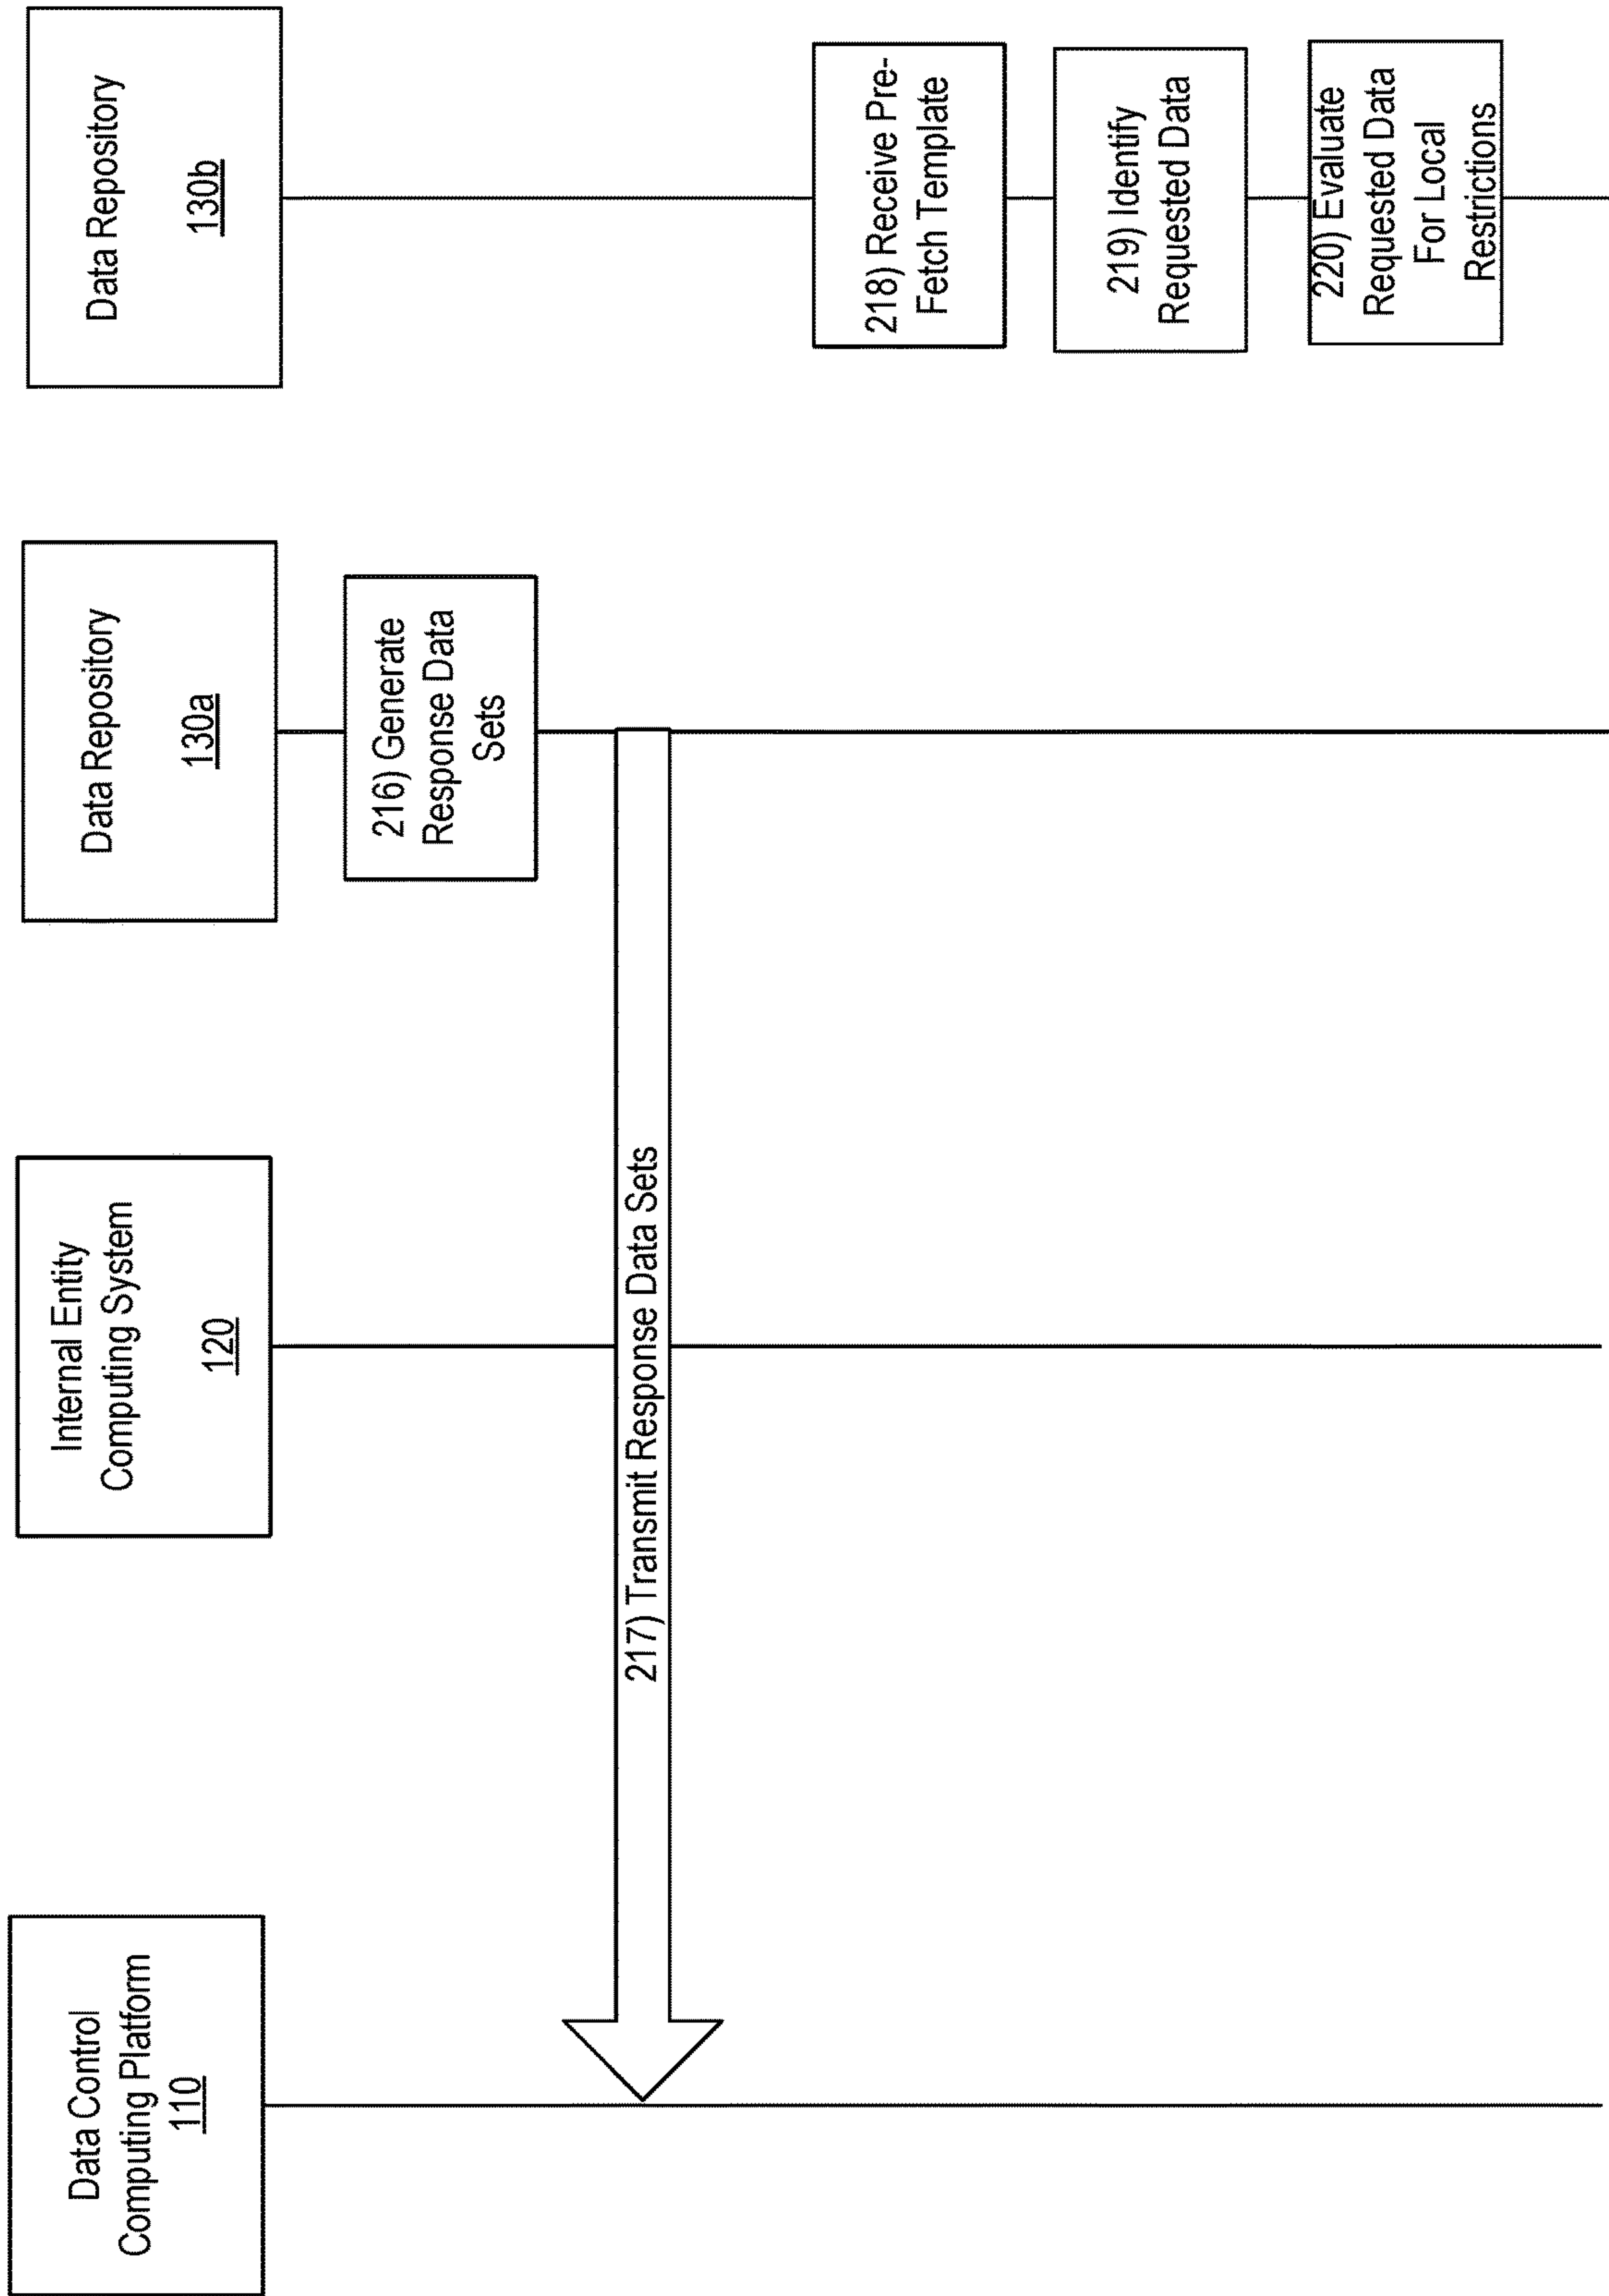 Data Control
Computing Platform
110
Internal Entity
Computing System
120
Data Repository
130a
Data Repository
130b
216) Generate
Response Data
Sets
217) Transmit Response Data Sets
218) Receive Pre-
Fetch Template
219) Identify
Requested Data
220) Evaluate
Requested Data
For Local
Restrictions